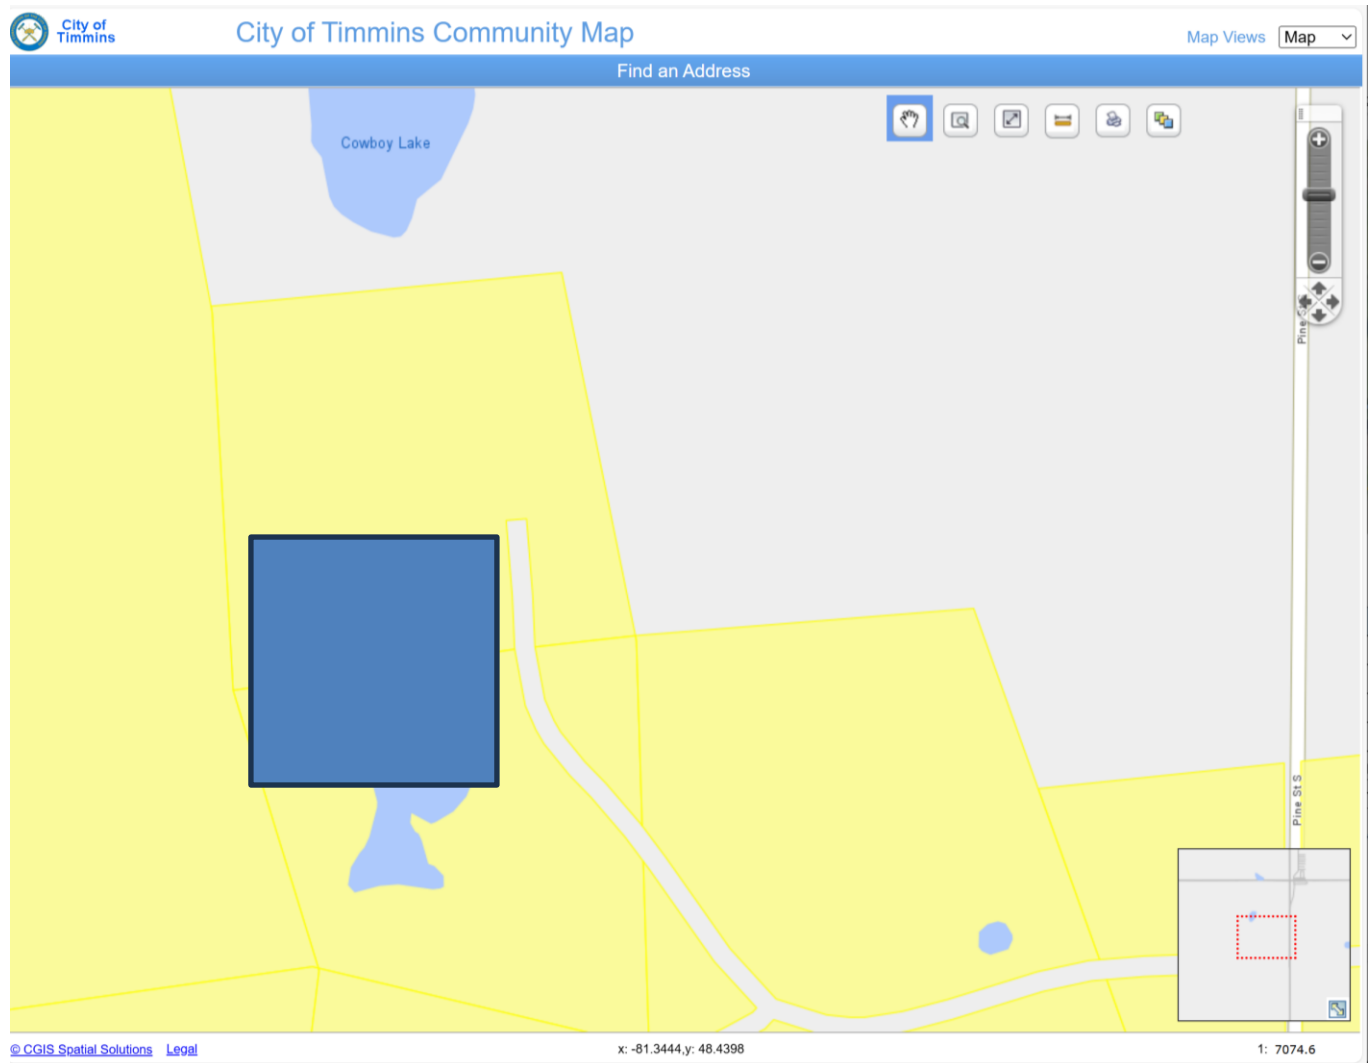 City of
Timmins
City of Timmins Community Map
Map Views Map
Find an Address
Cowboy Lake
Pine St S
© CGIS Spatial Solutions Legal
x: -81.3444,y: 48.4398
1: 7074.6